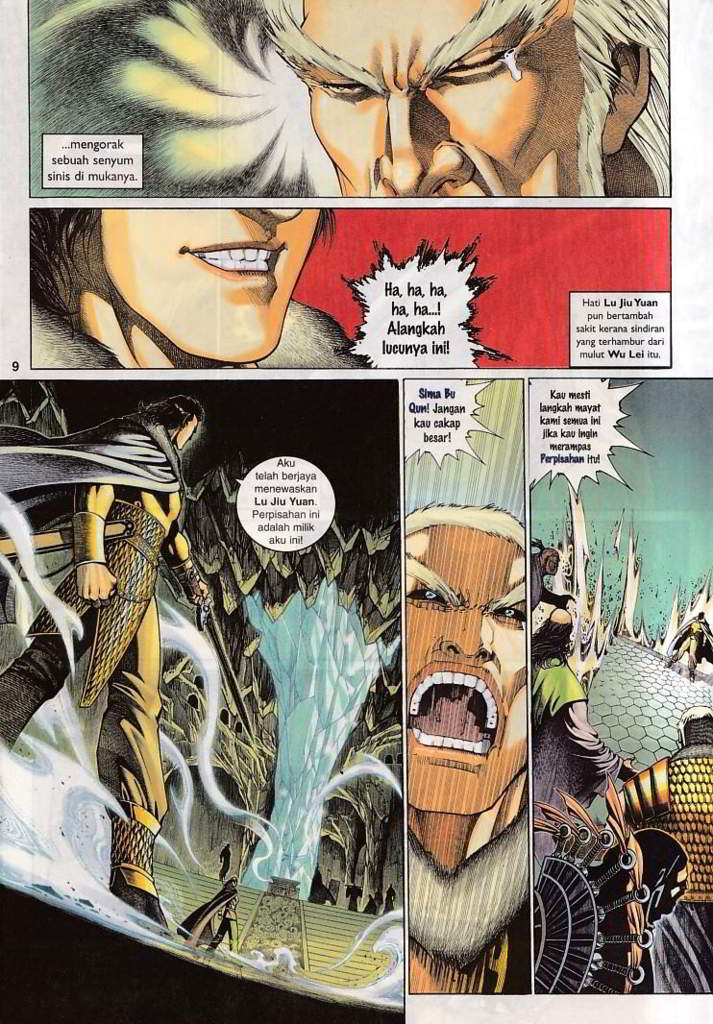 ...mengorak
sebuah senyum
sinis di mukanya.
Ha, ha, ha,
ha, ha...!
Alangkah
lucunya ini!
Hati Lu Jiu Yuan
pun bertambah
sakit kerana sindiran
yang terhambur dari
mulut Wu Lei itu.
9
Aku
telah berjaya
menewaskan
Lu Jiu Yuan.
Perpisahan ini
adalah milik
aku ini!
Sima Bu
Qun! Jangan
kau cakap
besar!
Kau mesti
langkah mayat
kami semua ini
jika kau ingin
merampas
Perpisahan itu!